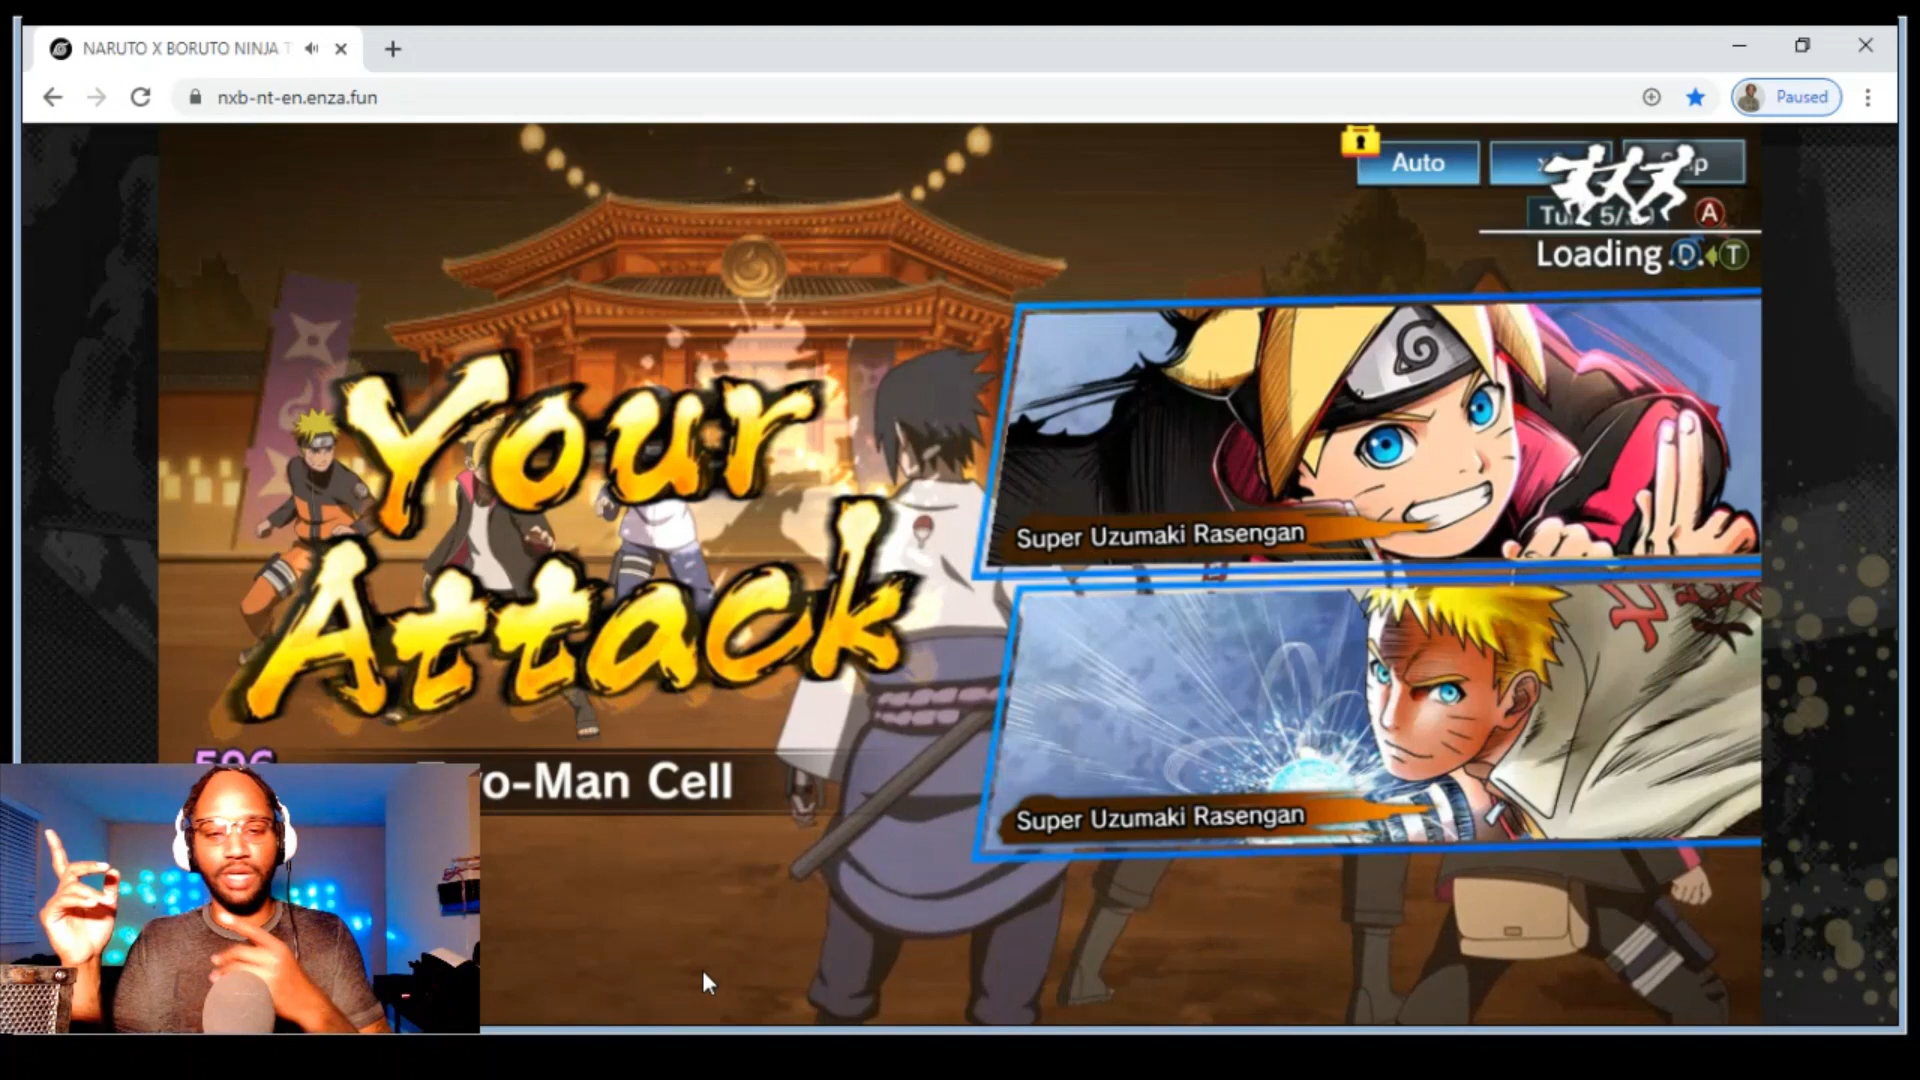 NARUTO X BORUTO NINJA T
nxb-nt-en.enza.fun
Paused
Auto
A
Loading...
D
T
Your
Attack
Super Uzumaki Rasengan
Super Uzumaki Rasengan
596
o-Man Cell